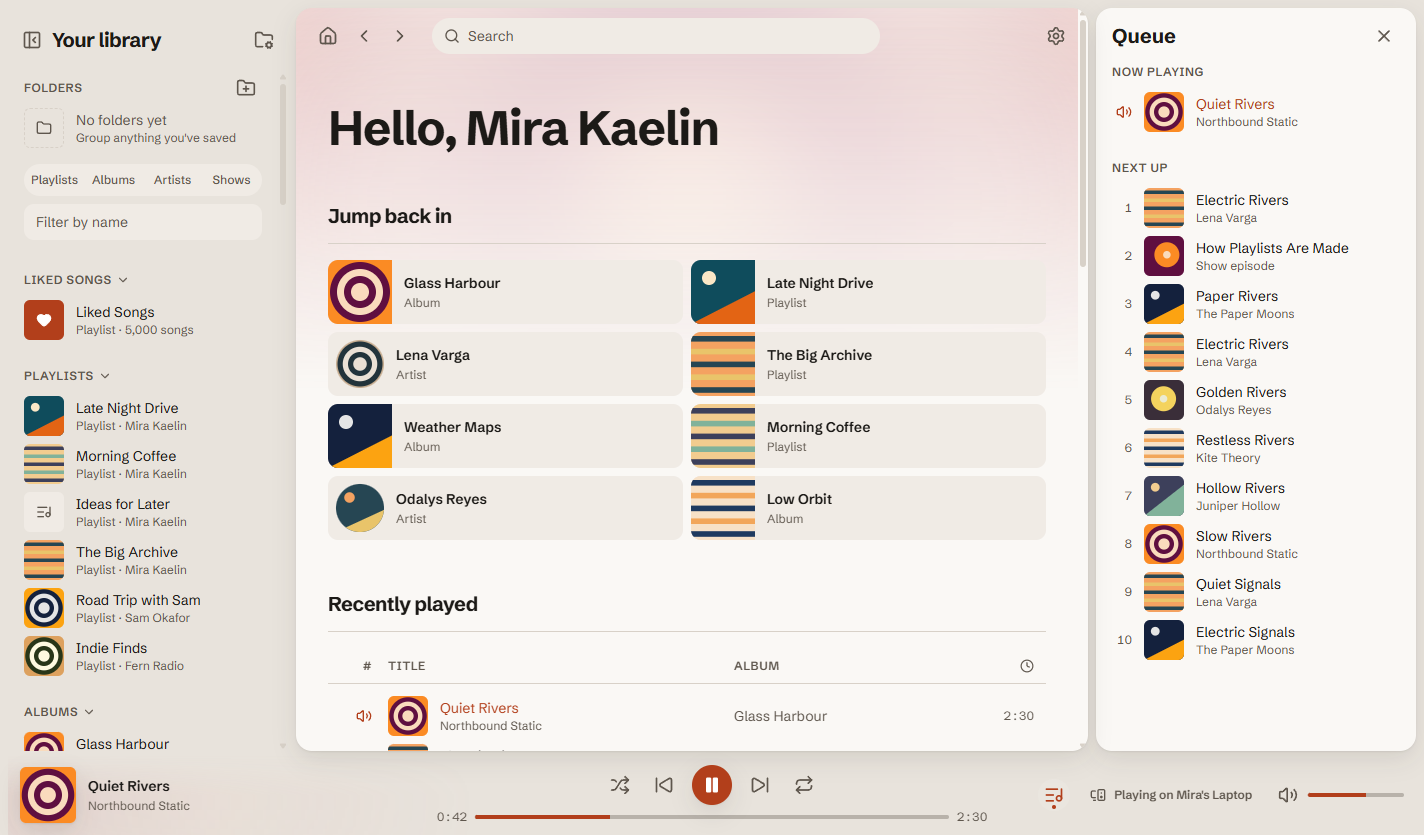 Your library
FOLDERS
No folders yet
Group anything you've saved
Playlists Albums Artists Shows
Filter by name
LIKED SONGS
Liked Songs
Playlist · 5,000 songs
PLAYLISTS
Late Night Drive
Playlist · Mira Kaelin
Morning Coffee
Playlist · Mira Kaelin
Ideas for Later
Playlist · Mira Kaelin
The Big Archive
Playlist · Mira Kaelin
Road Trip with Sam
Playlist · Sam Okafor
Indie Finds
Playlist · Fern Radio
ALBUMS
Glass Harbour
Search
Hello, Mira Kaelin
Jump back in
Glass Harbour
Album
Late Night Drive
Playlist
Lena Varga
Artist
The Big Archive
Playlist
Weather Maps
Album
Morning Coffee
Playlist
Odalys Reyes
Artist
Low Orbit
Album
Recently played
# TITLE ALBUM
Quiet Rivers
Northbound Static
Glass Harbour
2:30
Queue
NOW PLAYING
Quiet Rivers
Northbound Static
NEXT UP
1 Electric Rivers
Lena Varga
2 How Playlists Are Made
Show episode
3 Paper Rivers
The Paper Moons
4 Electric Rivers
Lena Varga
5 Golden Rivers
Odalys Reyes
6 Restless Rivers
Kite Theory
7 Hollow Rivers
Juniper Hollow
8 Slow Rivers
Northbound Static
9 Quiet Signals
Lena Varga
10 Electric Signals
The Paper Moons
Quiet Rivers
Northbound Static
0:42
2:30
Playing on Mira's Laptop